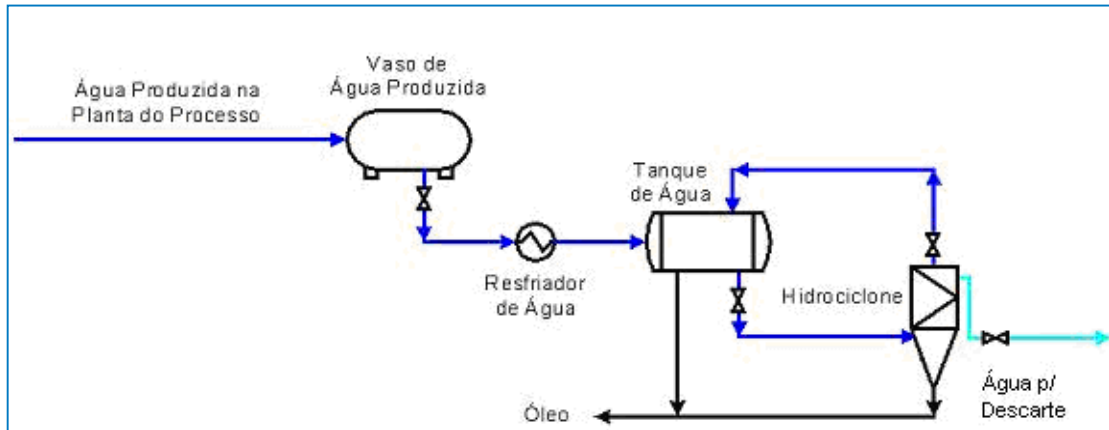 Vaso de
Água Produzida
Água Produzida na
Planta do Processo
Tanque
de Água
Resfriador
de Água
Hidrociclone
Água p/
Descarte
Óleo